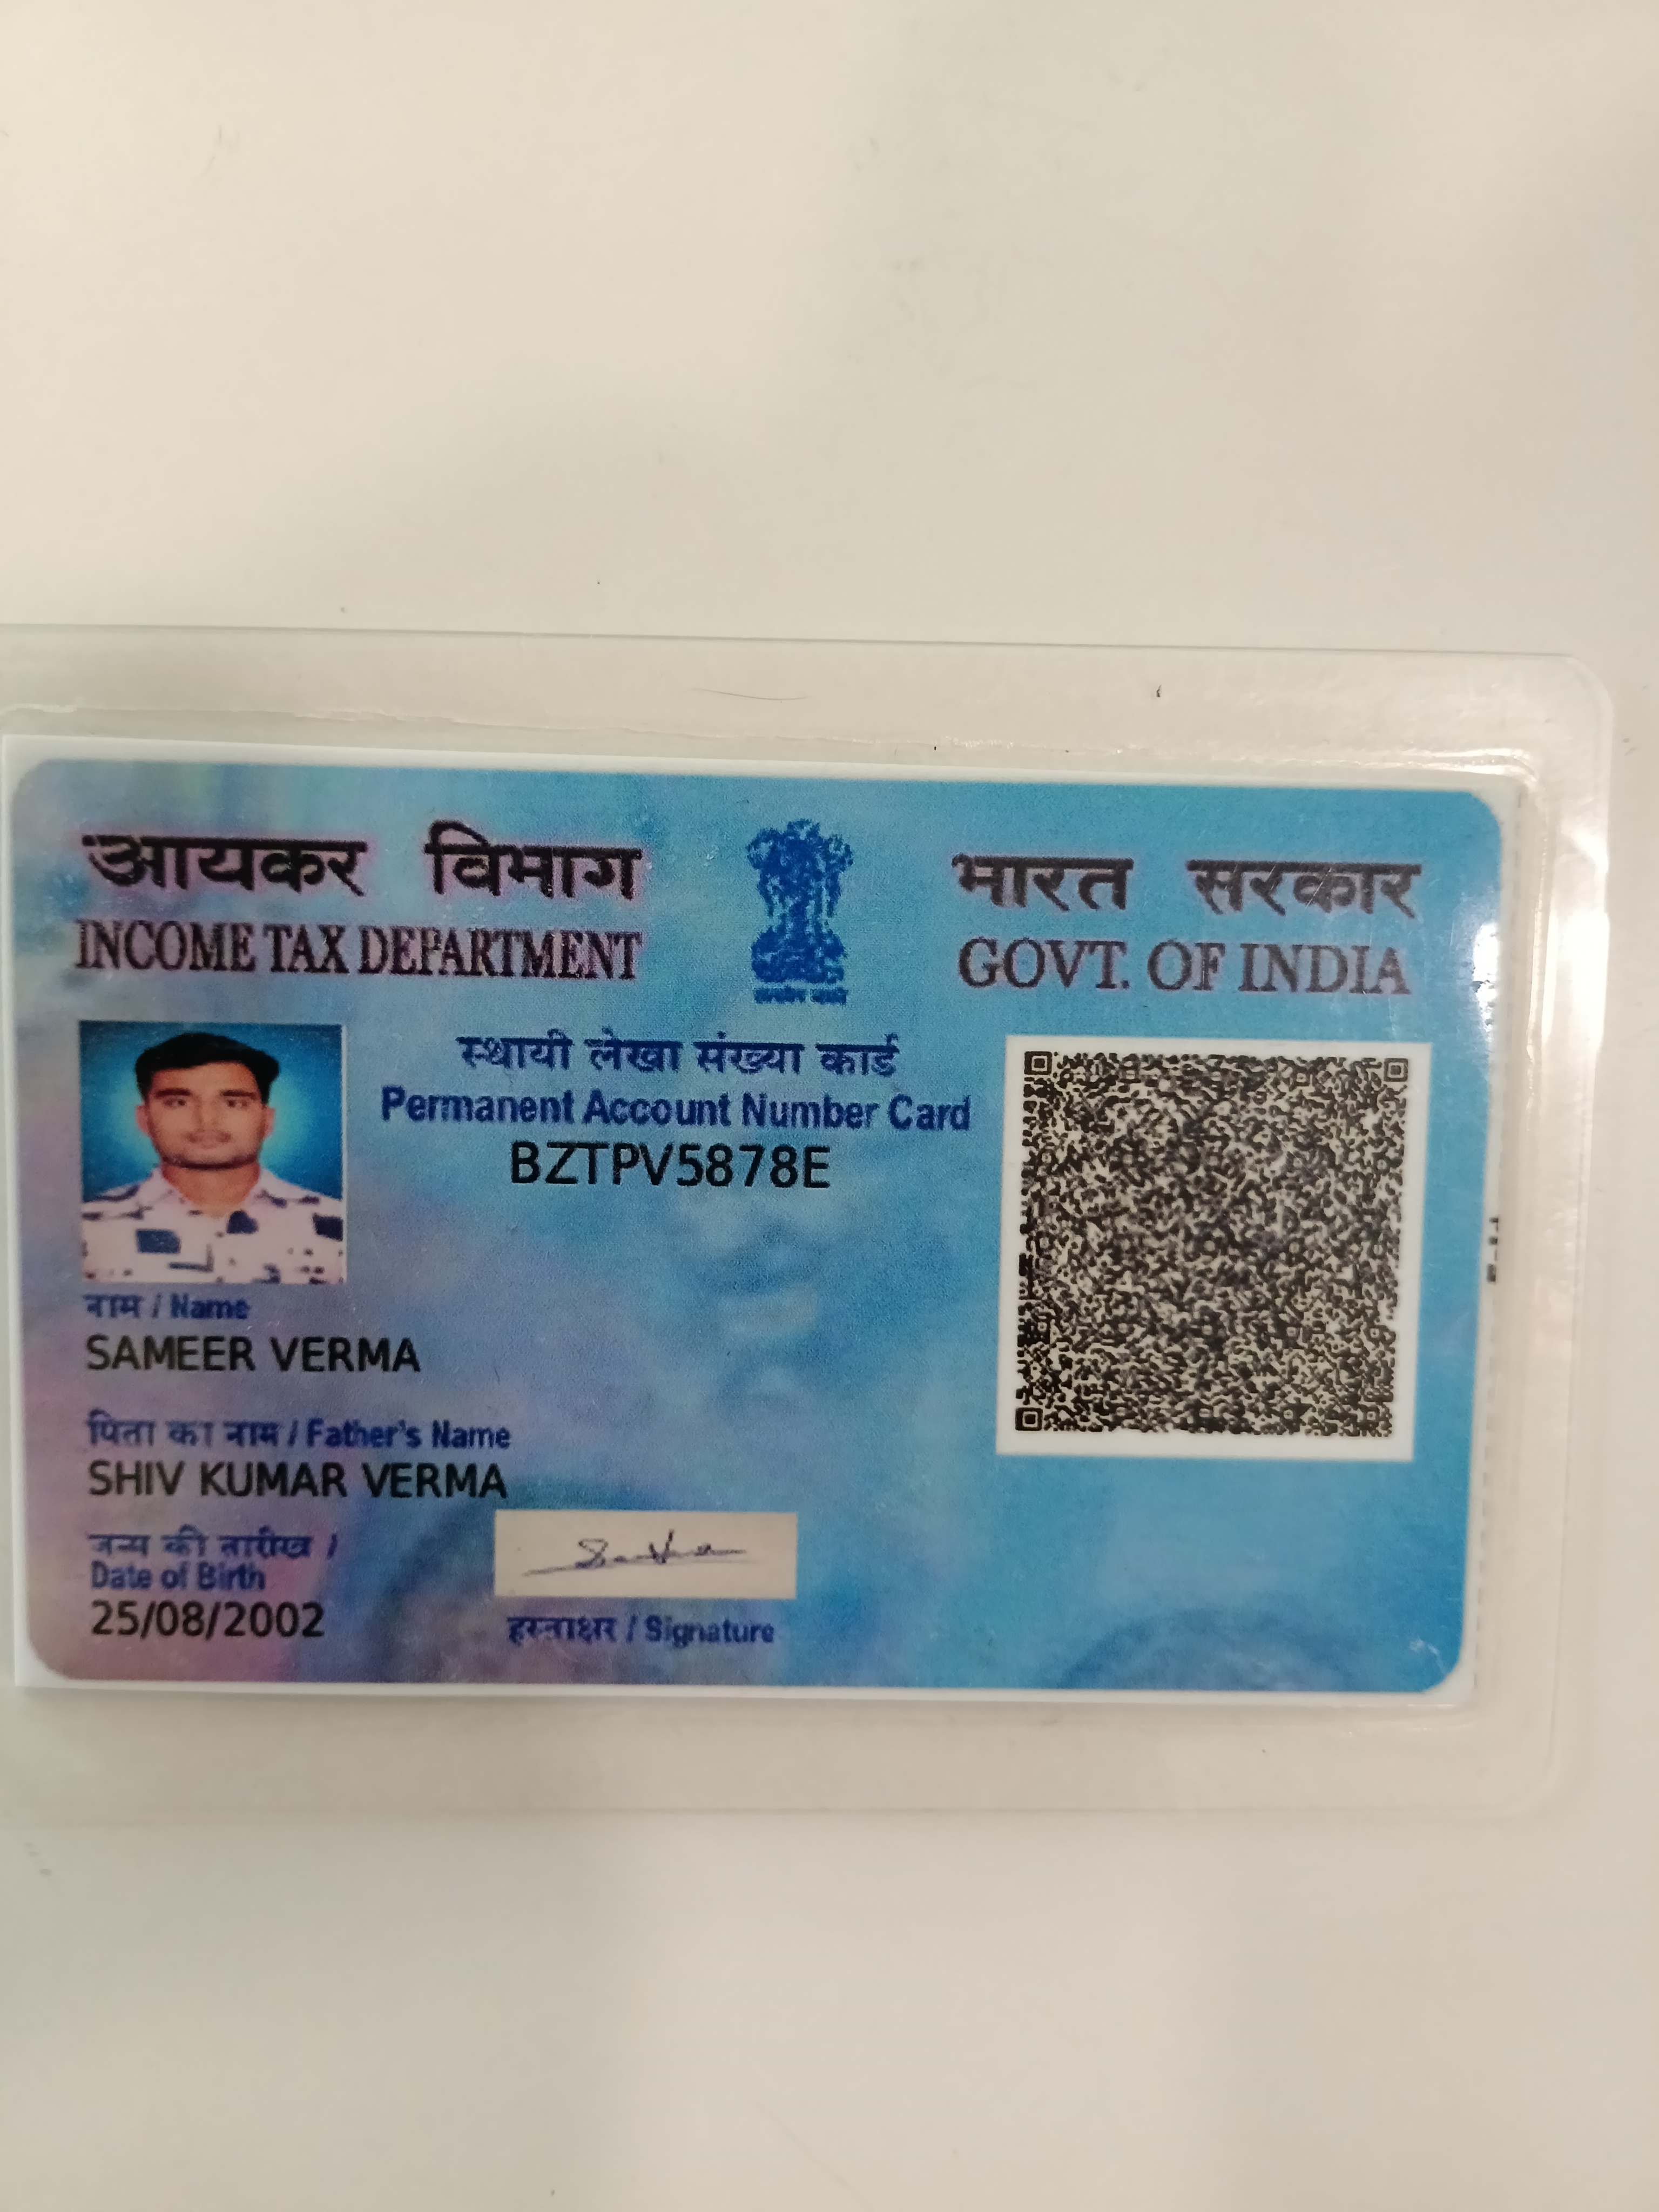 आयकर विभाग
INCOME TAX DEPARTMENT
भारत सरकार
GOVT. OF INDIA
स्थायी लेखा संख्या कार्ड
Permanent Account Number Card
BZTPV5878E
नाम / Name
SAMEER VERMA
पिता का नाम / Father's Name
SHIV KUMAR VERMA
जन्म की तारीख /
Date of Birth
25/08/2002
हस्ताक्षर / Signature